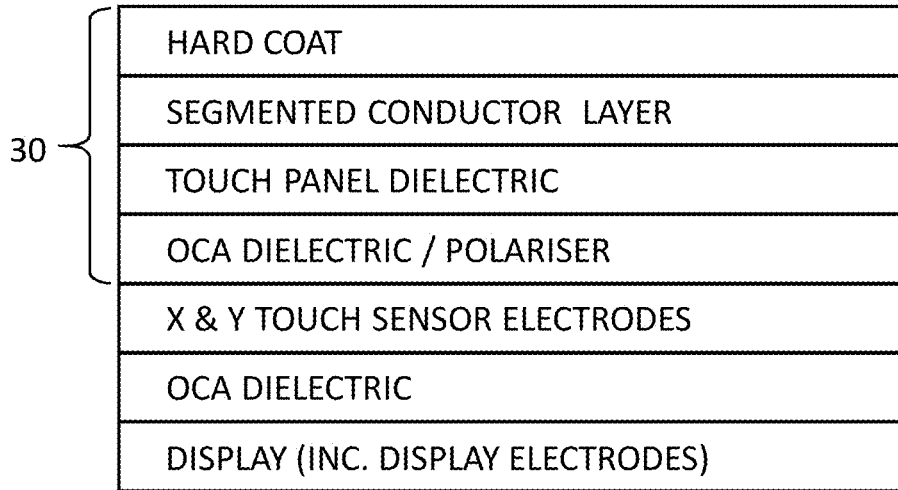 HARD COAT
SEGMENTED CONDUCTOR LAYER
30
TOUCH PANEL DIELECTRIC
OCA DIELECTRIC / POLARISER
X & Y TOUCH SENSOR ELECTRODES
OCA DIELECTRIC
DISPLAY (INC. DISPLAY ELECTRODES)